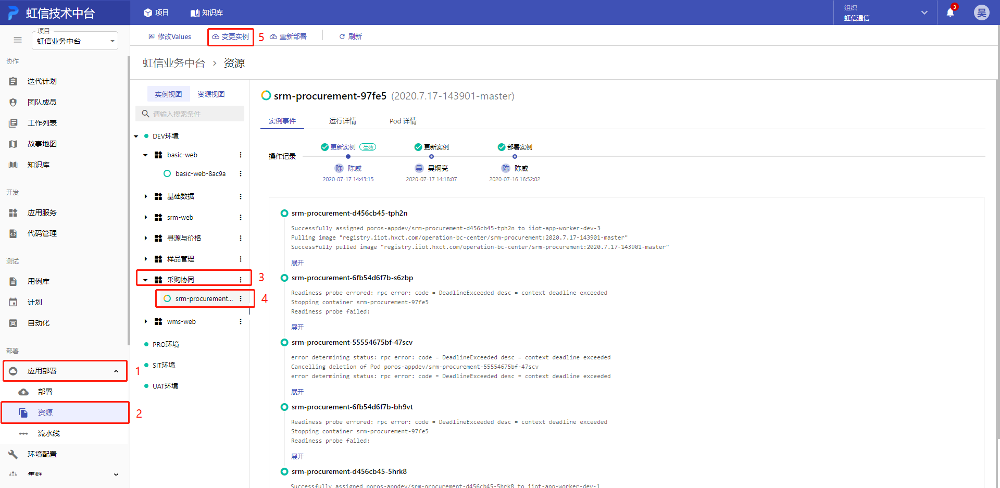 虹信技术中台
项目
知识库
组织
虹信通信
3
吴
项目
虹信业务中台
修改Values
变更实例
5
重新部署
刷新
虹信业务中台 › 资源
协作
迭代计划
团队成员
工作列表
故事地图
知识库
开发
应用服务
代码管理
测试
用例库
计划
自动化
部署
应用部署
1
部署
资源
2
流水线
环境配置
集群
实例视图
资源视图
请输入搜索条件
DEV环境
basic-web
basic-web-8ac9a
基础数据
srm-web
寻源与价格
样品管理
采购协同
3
srm-procurement...
4
wms-web
PRO环境
SIT环境
UAT环境
srm-procurement-97fe5 (2020.7.17-143901-master)
实例事件
运行详情
Pod 详情
操作记录
更新实例 生效
陈 陈威
2020-07-17 14:43:15
更新实例
吴 吴炯亮
2020-07-17 14:18:07
部署实例
陈 陈威
2020-07-16 16:52:02
srm-procurement-d456cb45-tph2n
Successfully assigned poros-appdev/srm-procurement-d456cb45-tph2n to iiot-app-worker-dev-3
Pulling image "registry.iiot.hxct.com/operation-bc-center/srm-procurement:2020.7.17-143901-master"
Successfully pulled image "registry.iiot.hxct.com/operation-bc-center/srm-procurement:2020.7.17-143901-master"
展开
srm-procurement-6fb54d6f7b-s6zbp
Readiness probe errored: rpc error: code = DeadlineExceeded desc = context deadline exceeded
Stopping container srm-procurement-97fe5
Readiness probe failed:
展开
srm-procurement-55554675bf-47scv
error determining status: rpc error: code = DeadlineExceeded desc = context deadline exceeded
Cancelling deletion of Pod poros-appdev/srm-procurement-55554675bf-47scv
error determining status: rpc error: code = DeadlineExceeded desc = context deadline exceeded
展开
srm-procurement-6fb54d6f7b-bh9vt
Readiness probe errored: rpc error: code = DeadlineExceeded desc = context deadline exceeded
Stopping container srm-procurement-97fe5
Readiness probe failed:
展开
srm-procurement-d456cb45-5hrk8
Successfully assigned poros-appdev/srm-procurement-d456cb45-5hrk8 to iiot-app-worker-dev-1